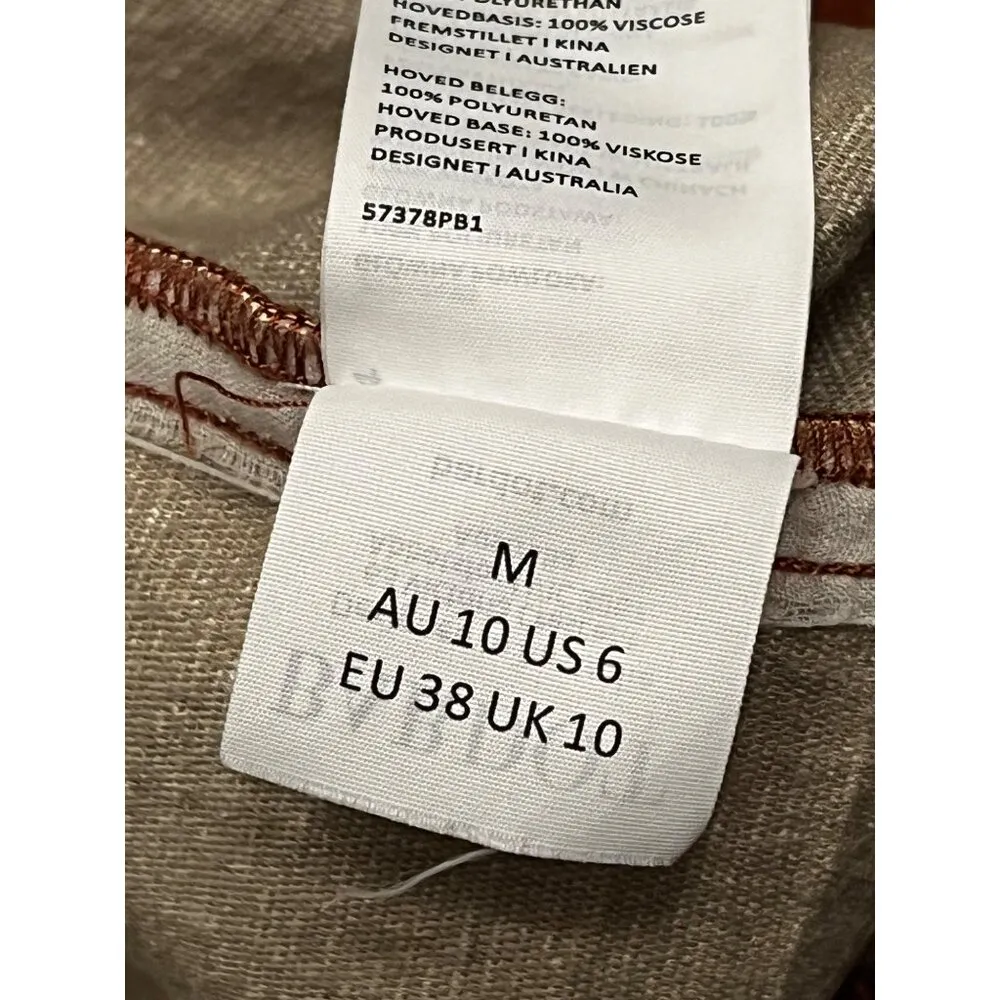 POLYURETHAN
HOVEDBASIS: 100% VISCOSE
FREMSTILLET I KINA
DESIGNET I AUSTRALIEN
HOVED BELEGG:
100% POLYURETAN
HOVED BASE: 100% VISKOSE
PRODUSERT I KINA
DESIGNET I AUSTRALIA
57378PB1
M
AU 10 US 6
EU 38 UK 10